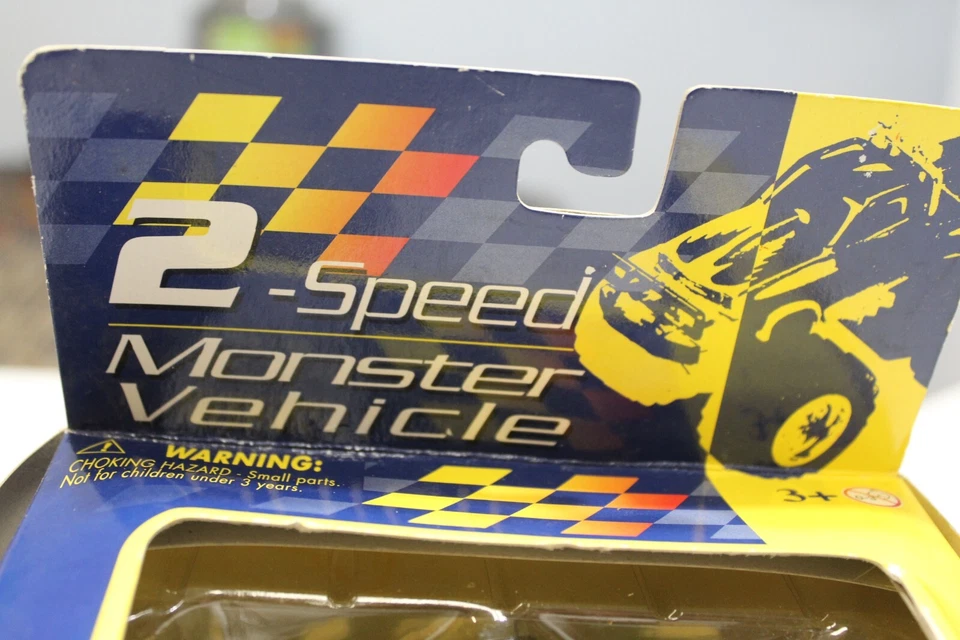 2-Speed
Monster
Vehicle
WARNING:
CHOKING HAZARD - Small parts.
Not for children under 3 years.
3+